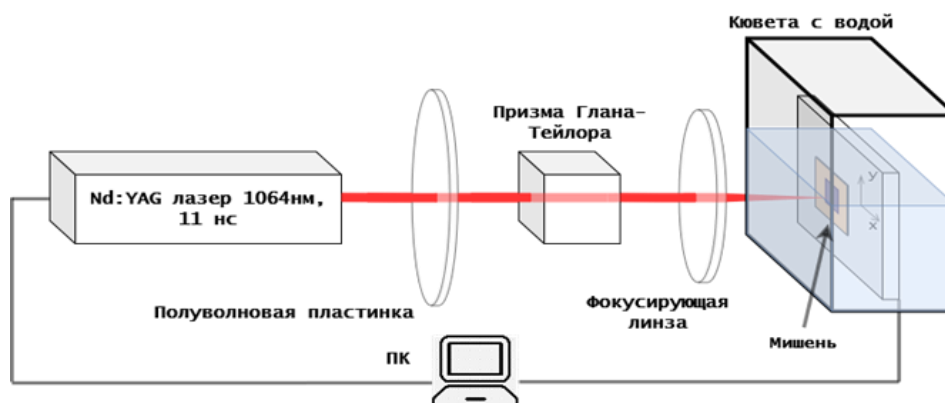 Кювета с водой
Призма Глана-
Тейлора
Nd:YAG лазер 1064нм,
11 нс
y
x
Полуволновая пластинка
Фокусирующая
линза
Мишень
ПК